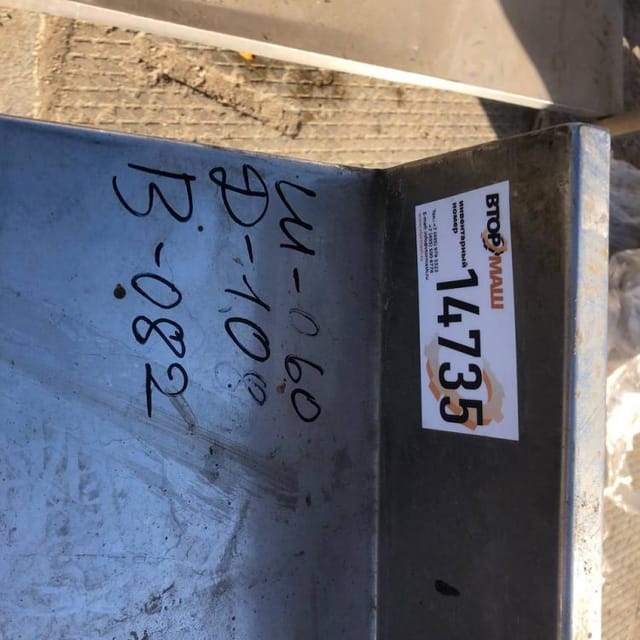 Ш-060
Д-100
В-082
ВТОРМАШ
инвентарный
номер
14735